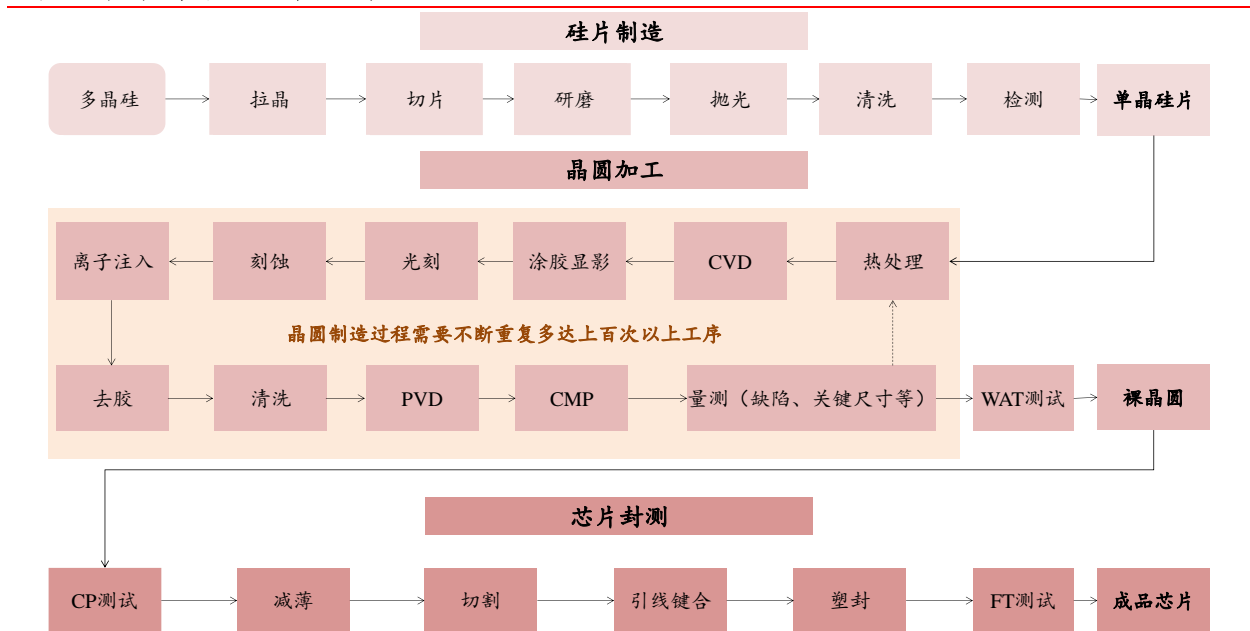 硅片制造
多晶硅
拉晶
切片
研磨
抛光
清洗
检测
单晶硅片
晶圆加工
离子注入
刻蚀
光刻
涂胶显影
CVD
热处理
晶圆制造过程需要不断重复多达上百次以上工序
去胶
清洗
PVD
CMP
量测（缺陷、关键尺寸等）
WAT测试
裸晶圆
芯片封测
CP测试
减薄
切割
引线键合
塑封
FT测试
成品芯片